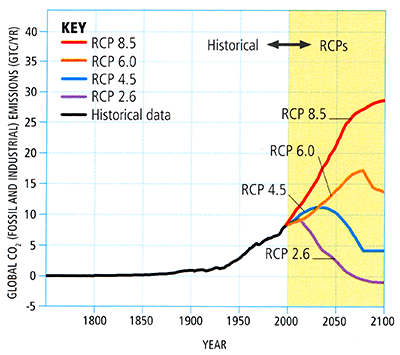 KEY
RCP 8.5
RCP 6.0
RCP 4.5
RCP 2.6
Historical data
Historical
RCPs
RCP 8.5
RCP 6.0
RCP 4.5
RCP 2.6
GLOBAL CO₂ (FOSSIL AND INDUSTRIAL) EMISSIONS (GTC/YR)
40
35
30
25
20
15
10
5
0
-5
1800
1850
1900
1950
2000
2050
2100
YEAR